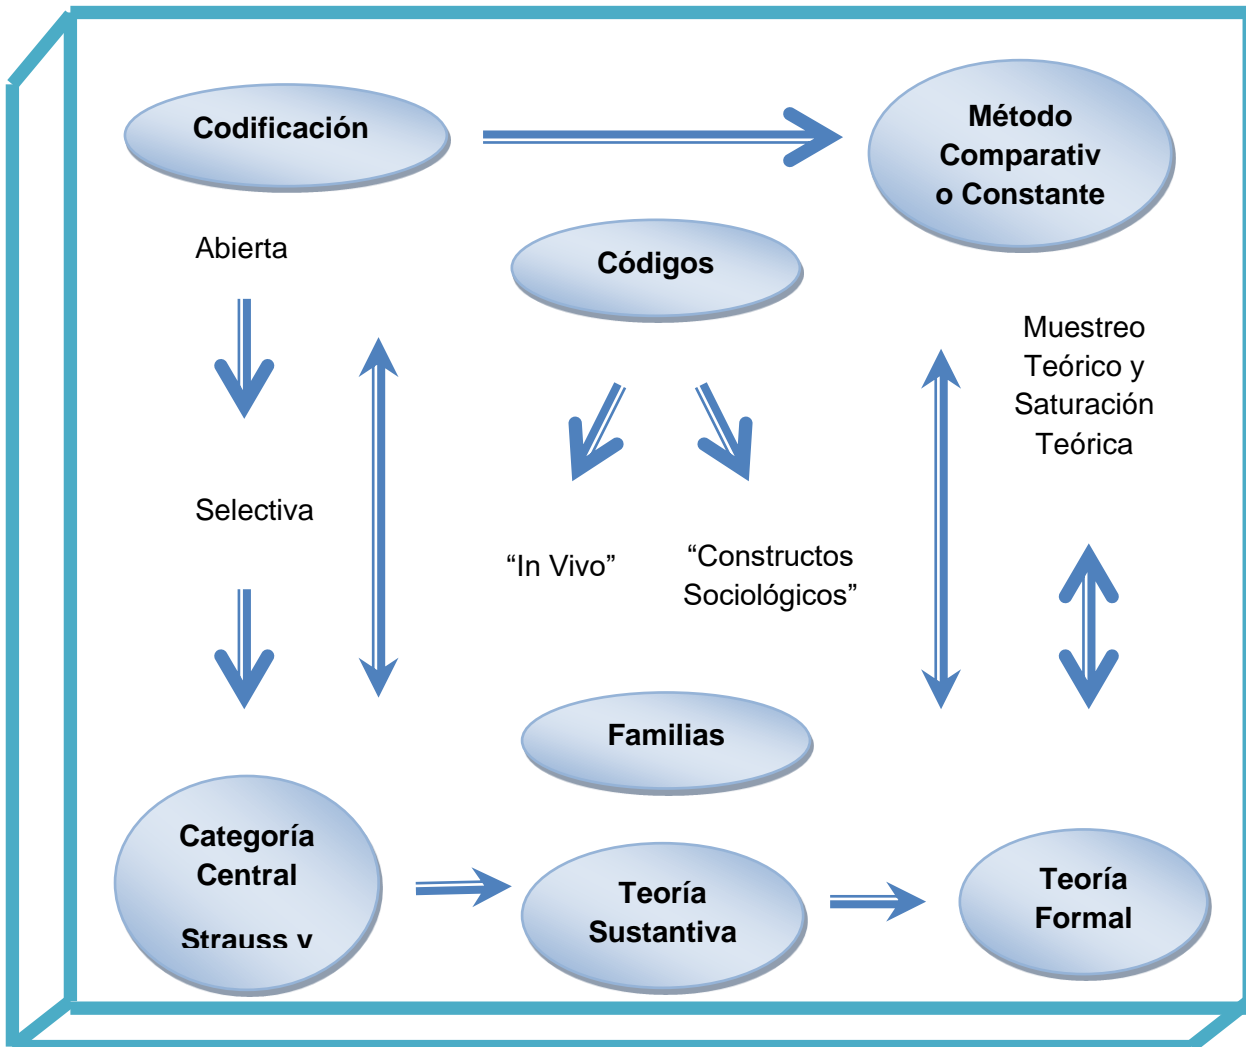 Codificación
Método
Comparativ
o Constante
Abierta
Códigos
Muestreo
Teórico y
Saturación
Teórica
Selectiva
“In Vivo”
“Constructos
Sociológicos”
Familias
Categoría
Central
Strauss y
Teoría
Sustantiva
Teoría
Formal